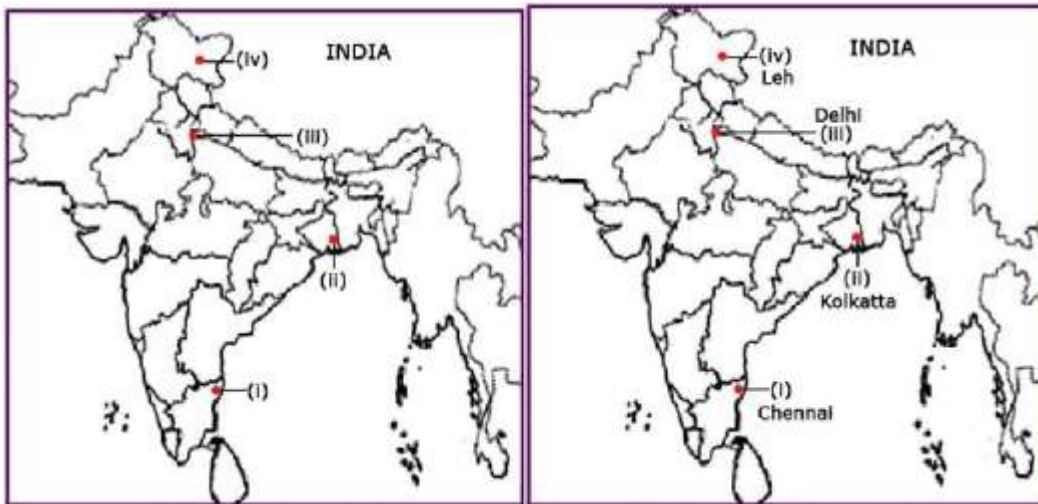 INDIA
(iv)
(iii)
(ii)
(i)
INDIA
(iv)
Leh
Delhi
(iii)
(ii)
Kolkatta
(i)
Chennai